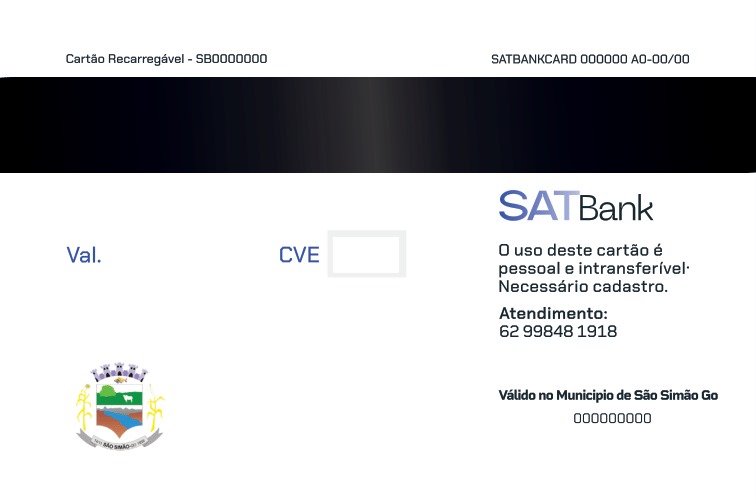 Cartão Recarregável - SB0000000
SATBANKCARD 000000 A0-00/00
SATBank
Val.
CVE
O uso deste cartão é
pessoal e intransferível.
Necessário cadastro.
Atendimento:
62 99848 1918
Válido no Municipio de São Simão Go
000000000
SÃO SIMÃO